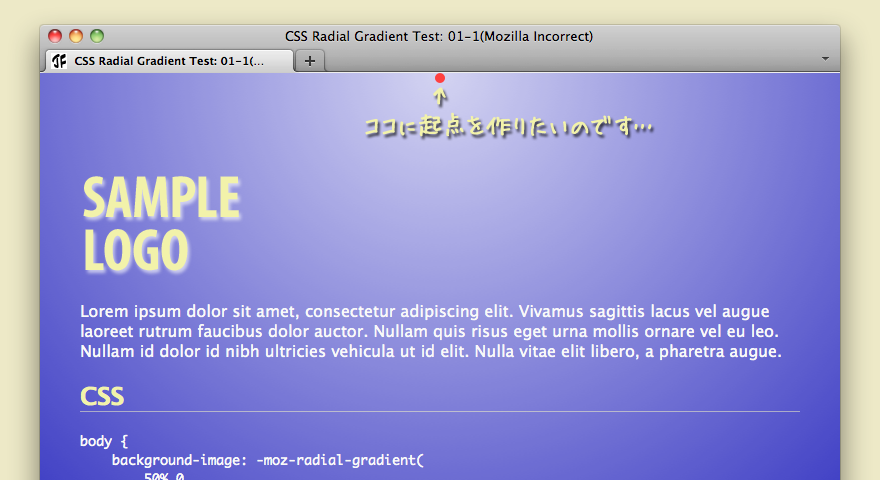 CSS Radial Gradient Test: 01-1(Mozilla Incorrect)
CSS Radial Gradient Test: 01-1(...
ココに起点を作りたいのです…
SAMPLE
LOGO
Lorem ipsum dolor sit amet, consectetur adipiscing elit. Vivamus sagittis lacus vel augue
laoreet rutrum faucibus dolor auctor. Nullam quis risus eget urna mollis ornare vel eu leo.
Nullam id dolor id nibh ultricies vehicula ut id elit. Nulla vitae elit libero, a pharetra augue.
CSS
body {
background-image: -moz-radial-gradient(
50% 0